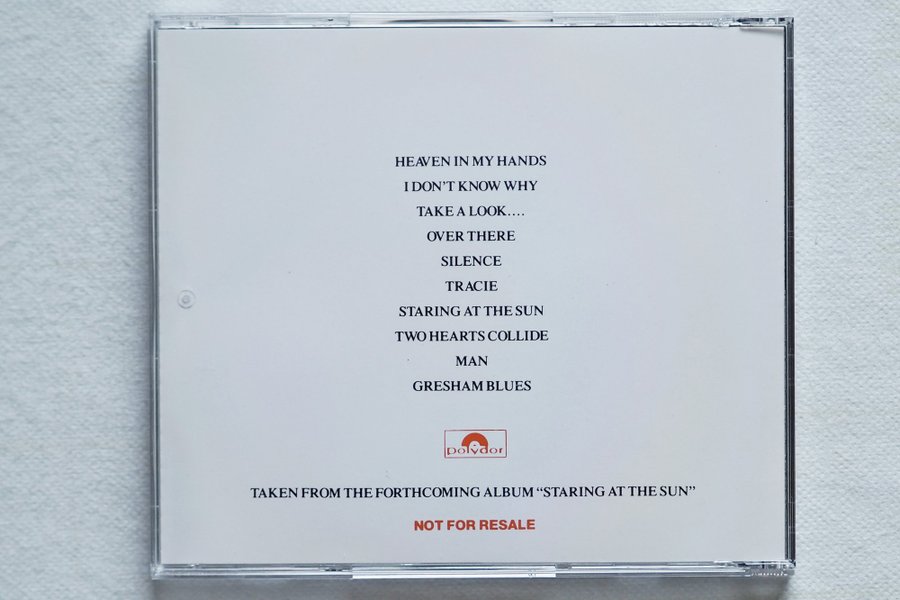 HEAVEN IN MY HANDS
I DON'T KNOW WHY
TAKE A LOOK....
OVER THERE
SILENCE
TRACIE
STARING AT THE SUN
TWO HEARTS COLLIDE
MAN
GRESHAM BLUES
polydor
TAKEN FROM THE FORTHCOMING ALBUM “STARING AT THE SUN”
NOT FOR RESALE